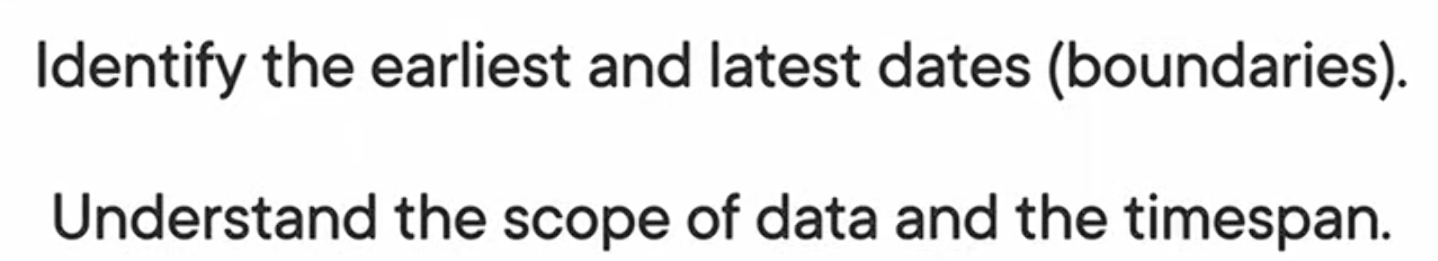 Identify the earliest and latest dates (boundaries).
Understand the scope of data and the timespan.